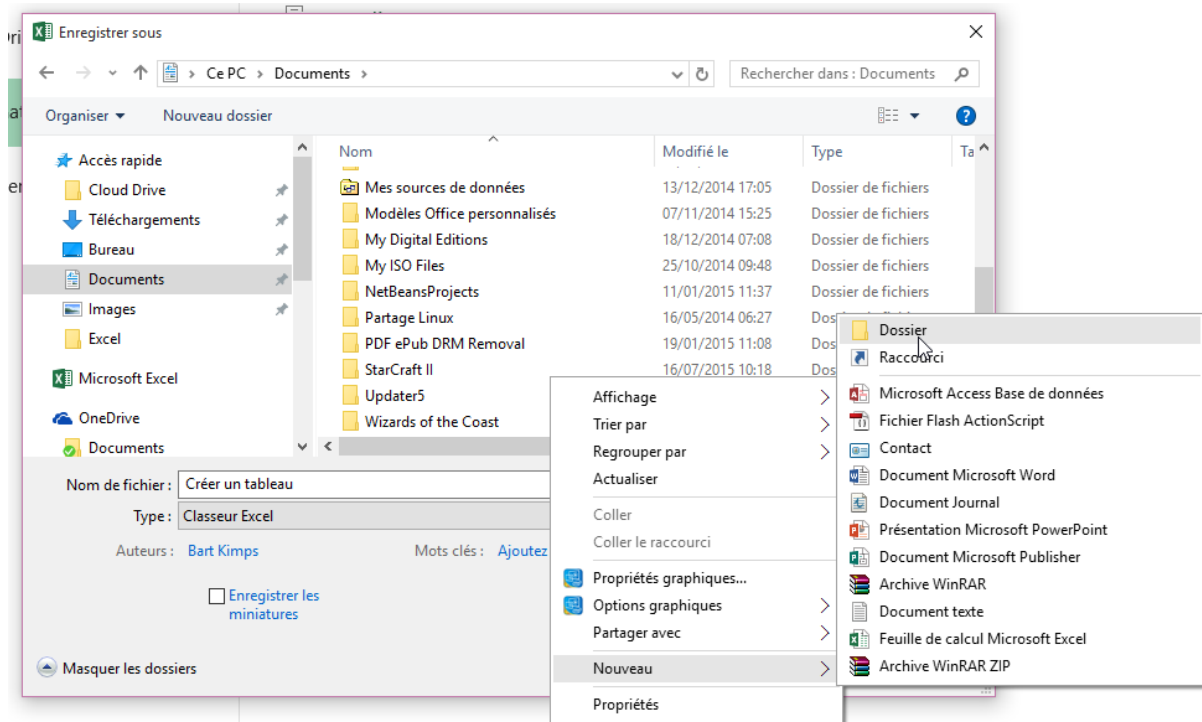 Enregistrer sous
Ce PC > Documents >
Rechercher dans : Documents
Organiser
Nouveau dossier
Accès rapide
Cloud Drive
Téléchargements
Bureau
Documents
Images
Excel
Microsoft Excel
OneDrive
Documents
Nom Modifié le Type Ta
Mes sources de données 13/12/2014 17:05 Dossier de fichiers
Modèles Office personnalisés 07/11/2014 15:25 Dossier de fichiers
My Digital Editions 18/12/2014 07:08 Dossier de fichiers
My ISO Files 25/10/2014 09:48 Dossier de fichiers
NetBeansProjects 11/01/2015 11:37 Dossier de fichiers
Partage Linux 16/05/2014 06:27 Dos
PDF ePub DRM Removal 19/01/2015 11:08 Dos
StarCraft II 16/07/2015 10:18 Dos
Updater5
Wizards of the Coast
Nom de fichier : Créer un tableau
Type : Classeur Excel
Auteurs : Bart Kimps
Mots clés : Ajoutez
Enregistrer les
miniatures
Masquer les dossiers
Affichage
Trier par
Regrouper par
Actualiser
Coller
Coller le raccourci
Propriétés graphiques...
Options graphiques
Partager avec
Nouveau
Propriétés
Dossier
Raccourci
Microsoft Access Base de données
Fichier Flash ActionScript
Contact
Document Microsoft Word
Document Journal
Présentation Microsoft PowerPoint
Document Microsoft Publisher
Archive WinRAR
Document texte
Feuille de calcul Microsoft Excel
Archive WinRAR ZIP